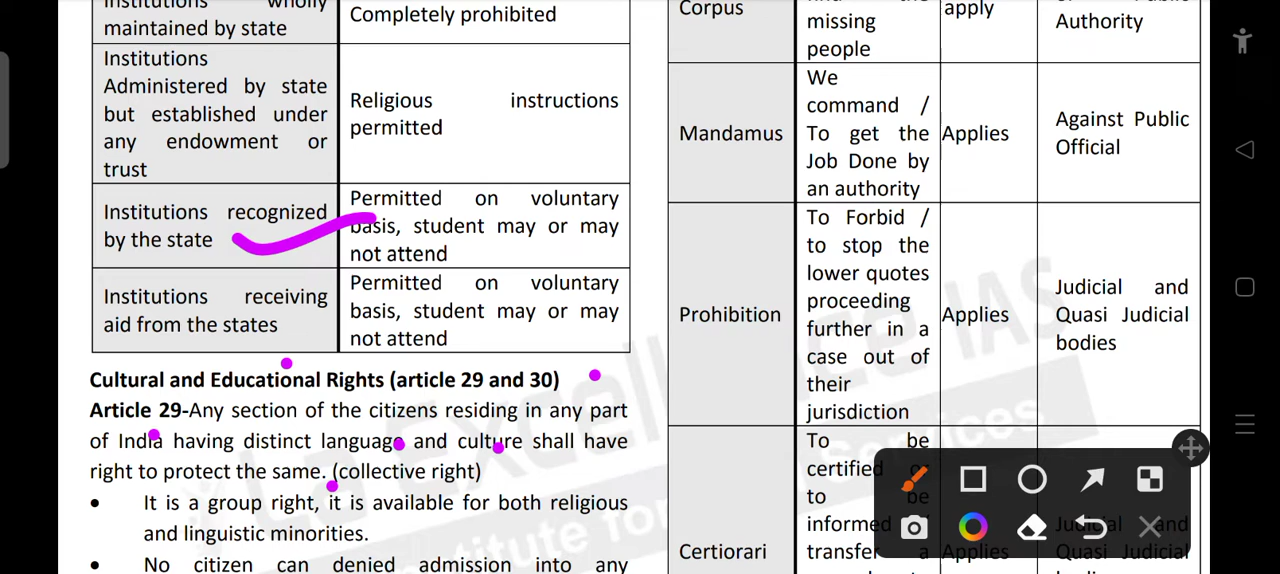 Institutions wholly
maintained by state
Completely prohibited
Institutions
Administered by state
but established under
any endowment or
trust
Religious instructions
permitted
Institutions recognized
by the state
Permitted on voluntary
basis, student may or may
not attend
Institutions receiving
aid from the states
Permitted on voluntary
basis, student may or may
not attend
Cultural and Educational Rights (article 29 and 30)
Article 29-Any section of the citizens residing in any part
of India having distinct language and culture shall have
right to protect the same. (collective right)
• It is a group right, it is available for both religious
and linguistic minorities.
• No citizen can denied admission into any
Corpus
missing
people
apply
Authority
Mandamus
We
command /
To get the
Job Done by
an authority
Applies
Against Public
Official
Prohibition
To Forbid /
to stop the
lower quotes
proceeding
further in a
case out of
their
jurisdiction
Applies
Judicial and
Quasi Judicial
bodies
Certiorari
To be
certified or
to be
informed
transfer a
Applies
Judicial and
Quasi Judicial